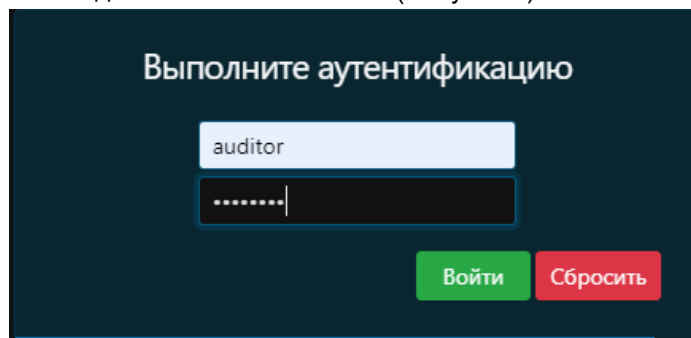 Выполните аутентификацию
auditor
••••••••
Войти Сбросить